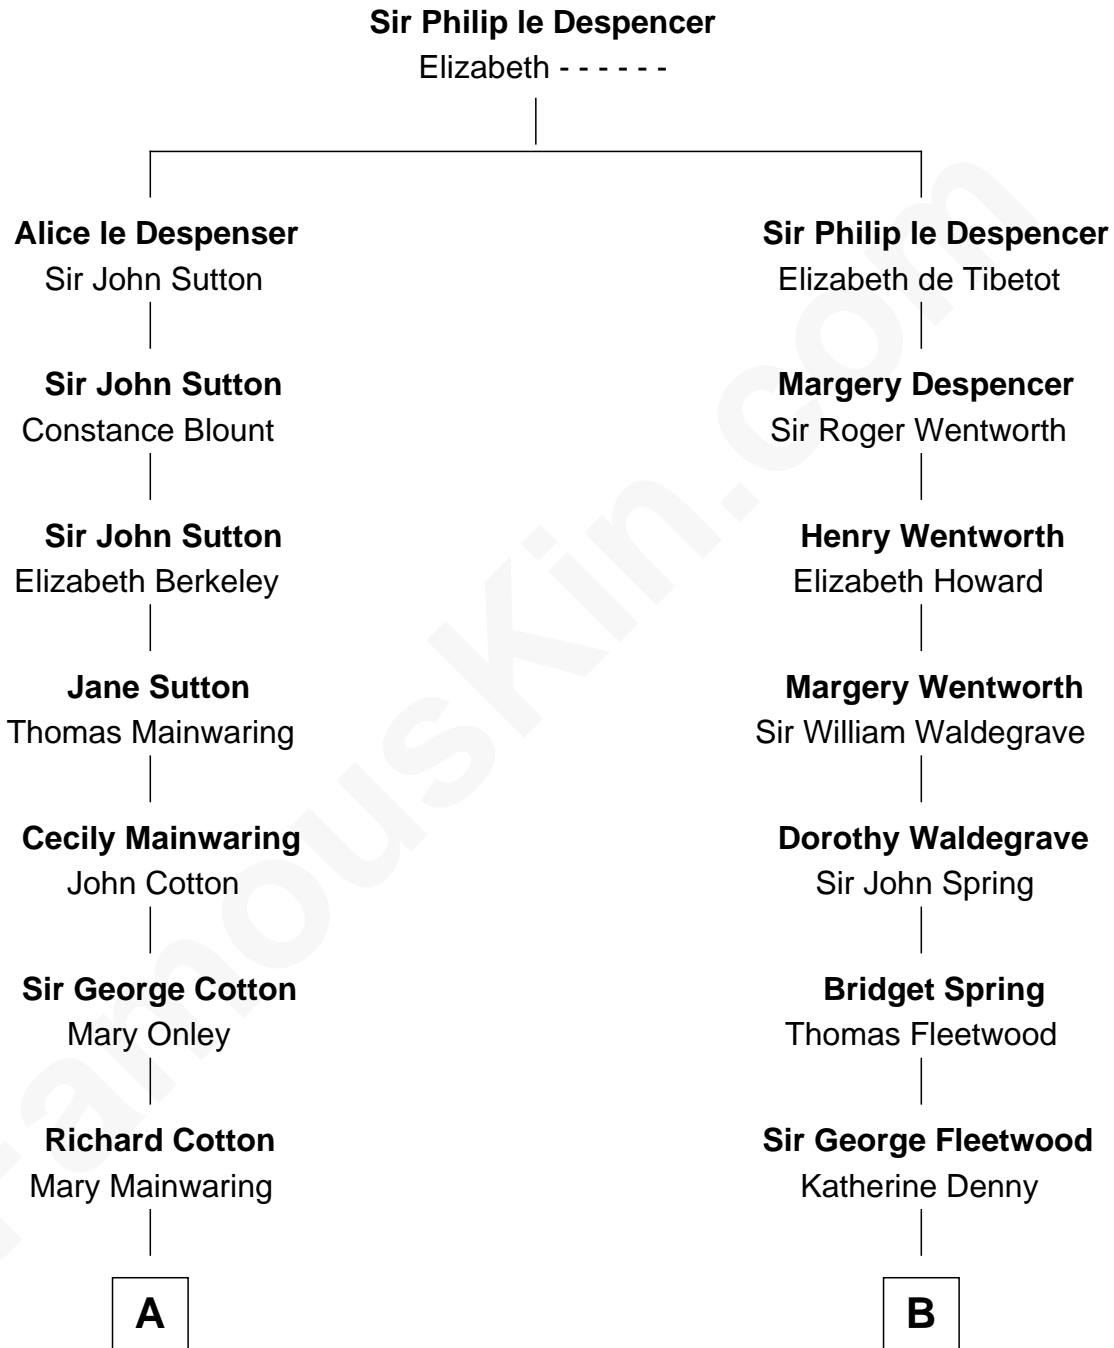 Sir Philip le Despencer
Elizabeth - - - - - -
Alice le Despenser
Sir John Sutton
Sir Philip le Despencer
Elizabeth de Tibetot
Sir John Sutton
Constance Blount
Margery Despencer
Sir Roger Wentworth
Sir John Sutton
Elizabeth Berkeley
Henry Wentworth
Elizabeth Howard
Jane Sutton
Thomas Mainwaring
Margery Wentworth
Sir William Waldegrave
Cecily Mainwaring
John Cotton
Dorothy Waldegrave
Sir John Spring
Sir George Cotton
Mary Onley
Bridget Spring
Thomas Fleetwood
Richard Cotton
Mary Mainwaring
Sir George Fleetwood
Katherine Denny
A
B
FamousKin.com